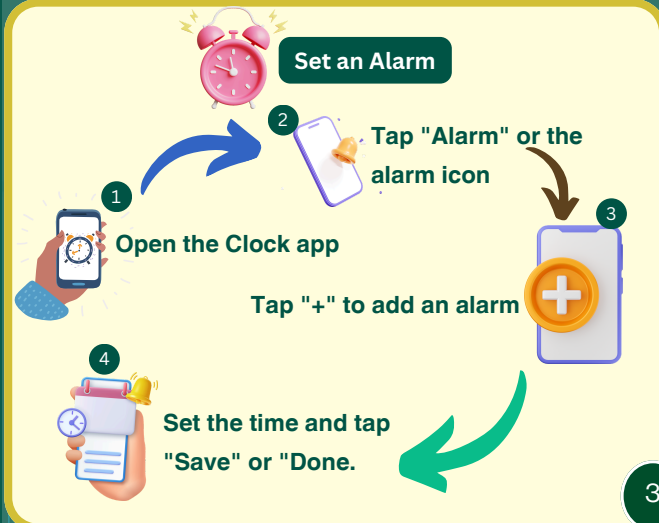 Set an Alarm
1
Open the Clock app
2
Tap "Alarm" or the
alarm icon
3
Tap "+" to add an alarm
4
Set the time and tap
"Save" or "Done.
3